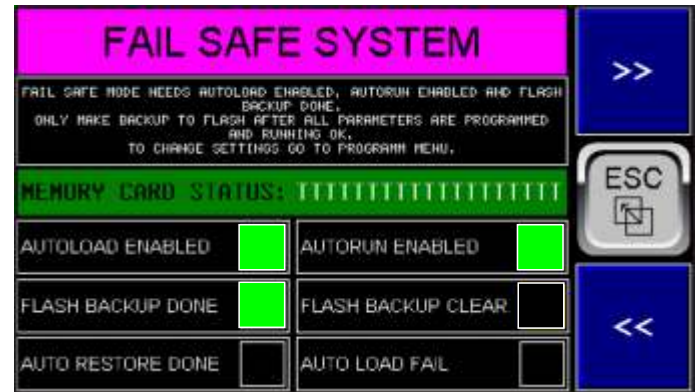 FAIL SAFE SYSTEM
>>
FAIL SAFE MODE NEEDS AUTOLOAD ENABLED, AUTORUN ENABLED AND FLASH
BACKUP DONE.
ONLY MAKE BACKUP TO FLASH AFTER ALL PARAMETERS ARE PROGRAMMED
AND RUNNING OK.
TO CHANGE SETTINGS GO TO PROGRAMM MENU.
ESC
MEMORY CARD STATUS:
AUTOLOAD ENABLED
AUTORUN ENABLED
FLASH BACKUP DONE
FLASH BACKUP CLEAR
<<
AUTO RESTORE DONE
AUTO LOAD FAIL